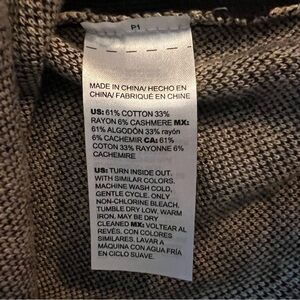 P1
MADE IN CHINA/ HECHO EN
CHINA/ FABRIQUÉ EN CHINE
US: 61% COTTON 33%
RAYON 6% CASHMERE MX:
61% ALGODÓN 33% rayón
6% CACHEMIR CA: 61%
COTON 33% RAYONNE 6%
CACHEMIRE
US: TURN INSIDE OUT.
WITH SIMILAR COLORS.
MACHINE WASH COLD,
GENTLE CYCLE. ONLY
NON-CHLORINE BLEACH.
TUMBLE DRY LOW. WARM
IRON. MAY BE DRY
CLEANED MX: VOLTEAR AL
REVÉS. CON COLORES
SIMILARES. LAVAR A
MÁQUINA CON AGUA FRÍA
EN CICLO SUAVE.